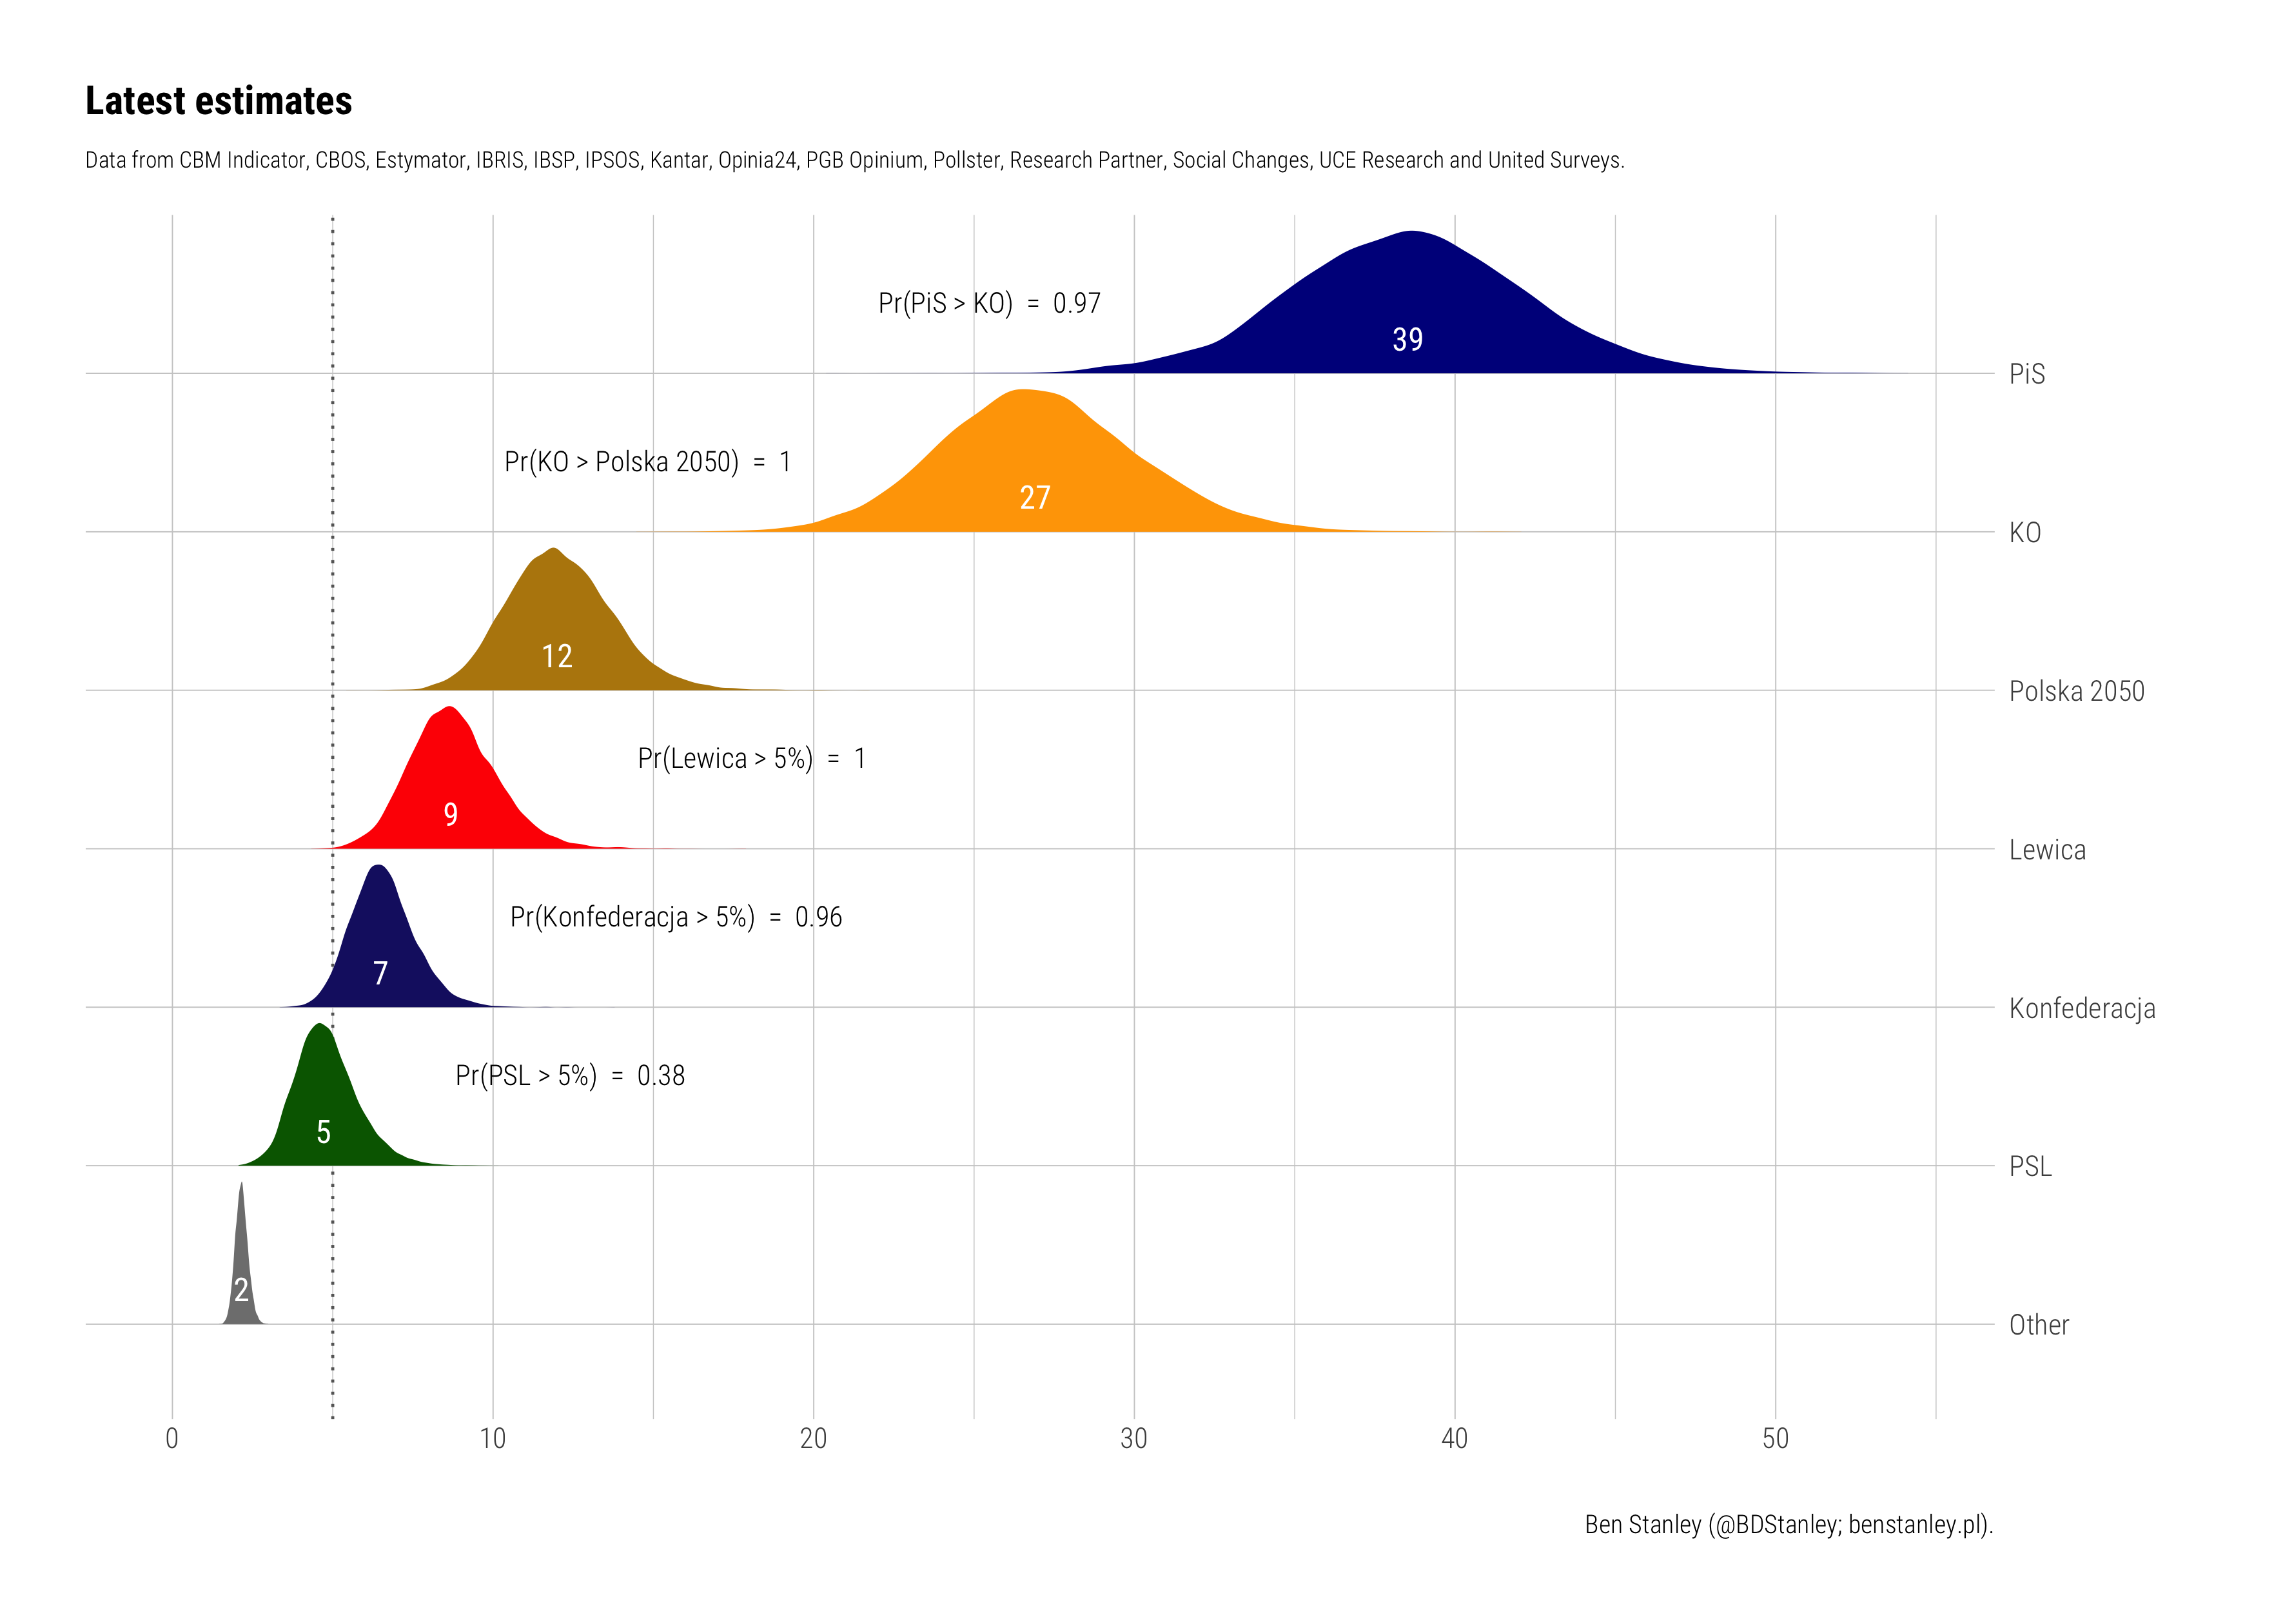 Latest estimates
Data from CBM Indicator, CBOS, Estymator, IBRIS, IBSP, IPSOS, Kantar, Opinia24, PGB Opinium, Pollster, Research Partner, Social Changes, UCE Research and United Surveys.
Pr(PiS > KO) = 0.97
39
PiS
Pr(KO > Polska 2050) = 1
27
KO
12
Polska 2050
Pr(Lewica > 5%) = 1
9
Lewica
Pr(Konfederacja > 5%) = 0.96
7
Konfederacja
Pr(PSL > 5%) = 0.38
5
PSL
2
Other
0 10 20 30 40 50
Ben Stanley (@BDStanley; benstanley.pl).